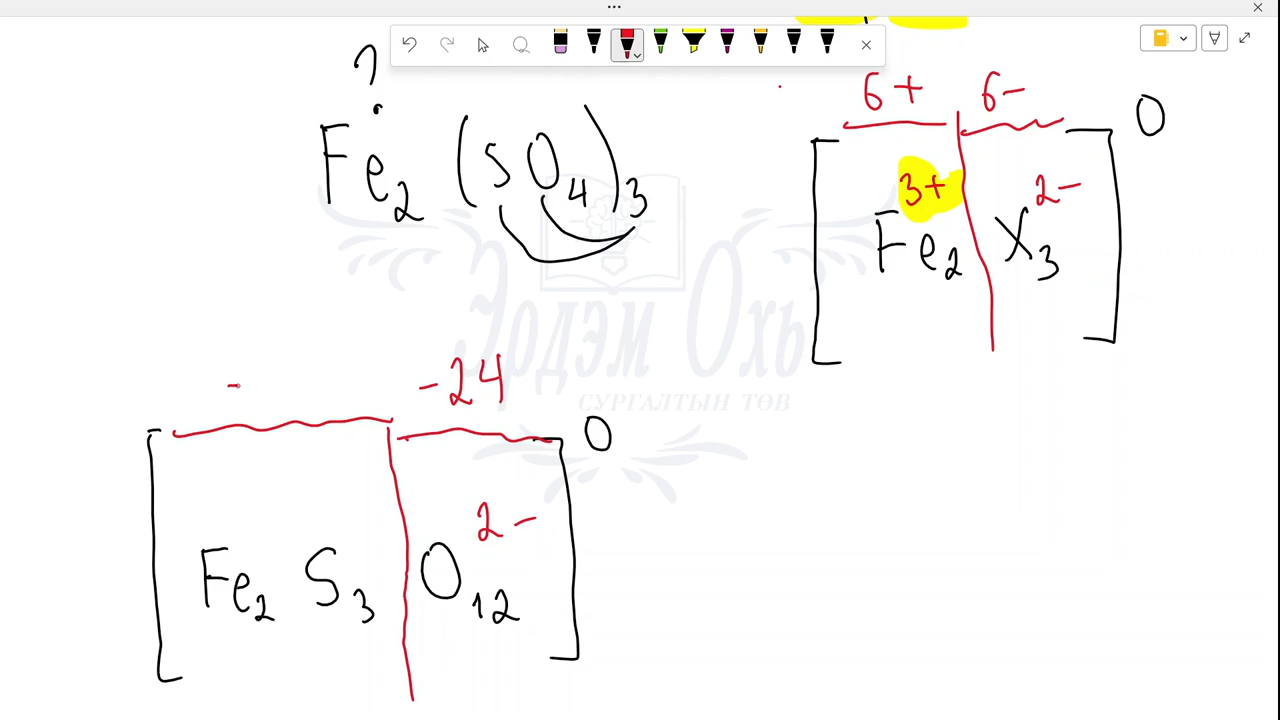 ?
Fe2 (SO4)3
6+ 6-
[Fe2 3+ X3 2-] 0
Эрдэм Охь
СУРГАЛТЫН ТӨВ
- -24
[Fe2 S3 O12 2-] 0